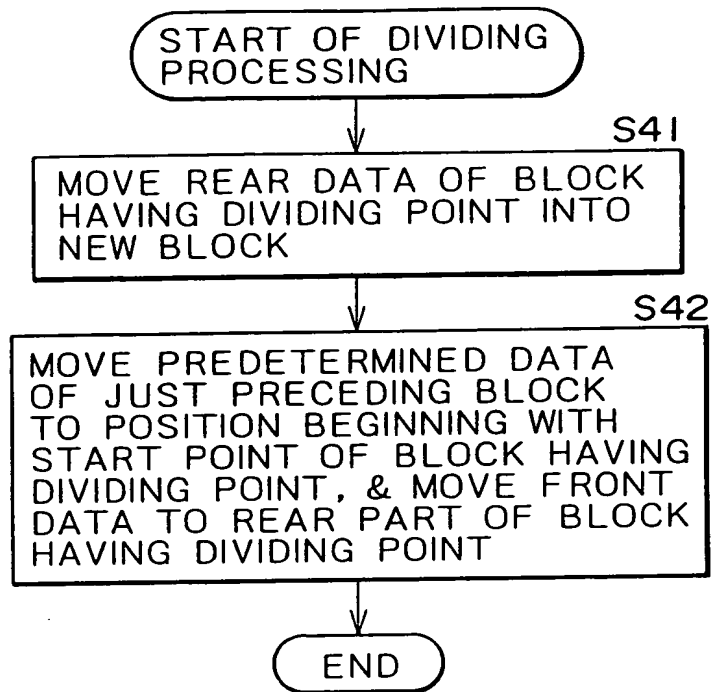 START OF DIVIDING
PROCESSING
S41
MOVE REAR DATA OF BLOCK
HAVING DIVIDING POINT INTO
NEW BLOCK
S42
MOVE PREDETERMINED DATA
OF JUST PRECEDING BLOCK
TO POSITION BEGINNING WITH
START POINT OF BLOCK HAVING
DIVIDING POINT, & MOVE FRONT
DATA TO REAR PART OF BLOCK
HAVING DIVIDING POINT
END